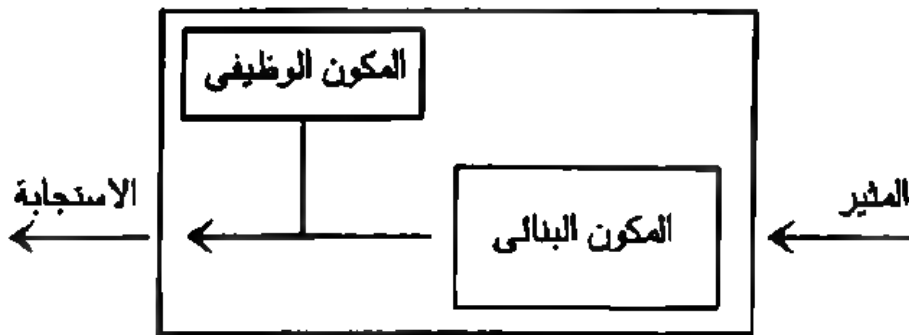 المكون الوظيفى
المثير
المكون البنائى
الاستجابة